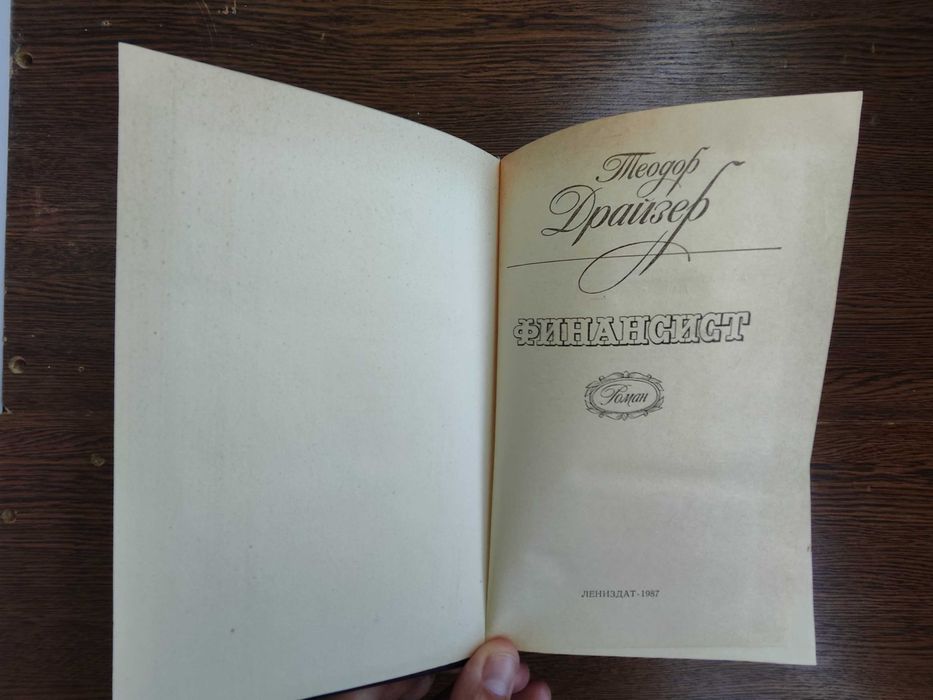 Теодор
Драйзер
ФИНАНСИСТ
Роман
ЛЕНИЗДАТ·1987